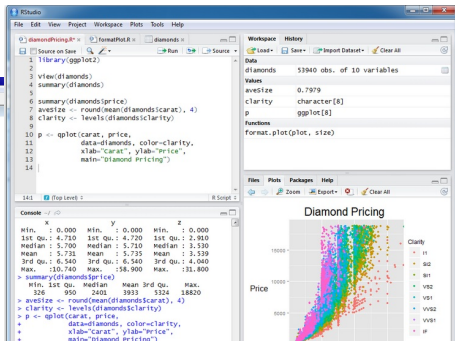 RStudio
File Edit View Project Workspace Plots Tools Help
diamondPricing.R* formatPlot.R diamonds
Source on Save Run Source
1 library(ggplot2)
2
3 view(diamonds)
4 summary(diamonds)
5
6 summary(diamonds$price)
7 aveSize <- round(mean(diamonds$carat), 4)
8 clarity <- levels(diamonds$clarity)
9
10 p <- qplot(carat, price,
11 data=diamonds, color=clarity,
12 xlab="Carat", ylab="Price",
13 main="Diamond Pricing")
14
14:1 (Top Level) R Script
Console ~/
x y z
Min. : 0.000 Min. : 0.000 Min. : 0.000
1st Qu.: 4.710 1st Qu.: 4.720 1st Qu.: 2.910
Median : 5.700 Median : 5.710 Median : 3.530
Mean : 5.731 Mean : 5.735 Mean : 3.539
3rd Qu.: 6.540 3rd Qu.: 6.540 3rd Qu.: 4.040
Max. :10.740 Max. :58.900 Max. :31.800
> summary(diamonds$price)
Min. 1st Qu. Median Mean 3rd Qu. Max.
326 950 2401 3933 5324 18820
> aveSize <- round(mean(diamonds$carat), 4)
> clarity <- levels(diamonds$clarity)
> p <- qplot(carat, price,
+ data=diamonds, color=clarity,
+ xlab="Carat", ylab="Price",
+ main="Diamond Pricing")
Workspace History
Load Save Import Dataset Clear All
Data
diamonds 53940 obs. of 10 variables
Values
aveSize 0.7979
clarity character[8]
p ggplot[8]
Functions
format.plot(plot, size)
Files Plots Packages Help
Zoom Export Clear All
Diamond Pricing
Price
15000
10000
5000
Clarity
I1
SI2
SI1
VS2
VS1
VVS2
VVS1
IF